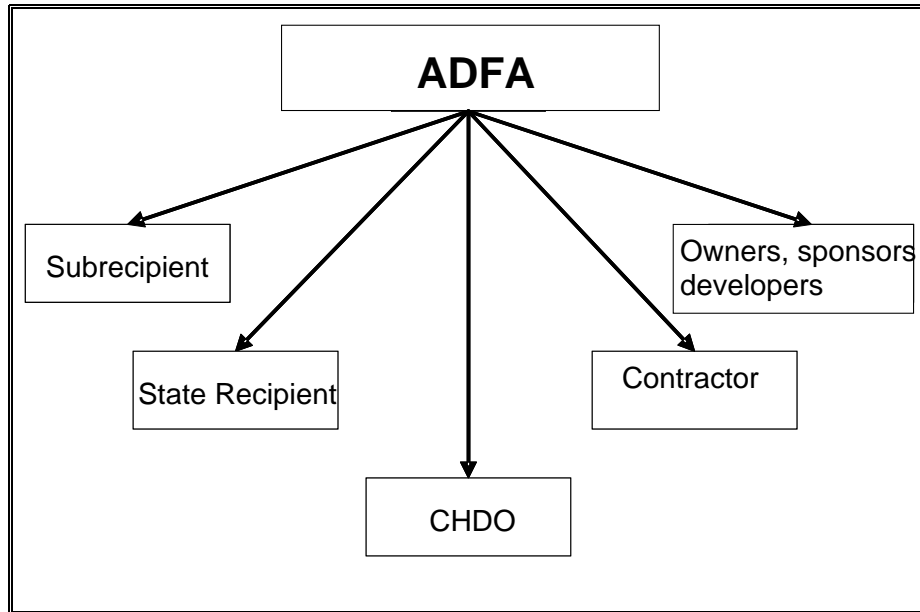 ADFA
Subrecipient
Owners, sponsors
developers
State Recipient
Contractor
CHDO